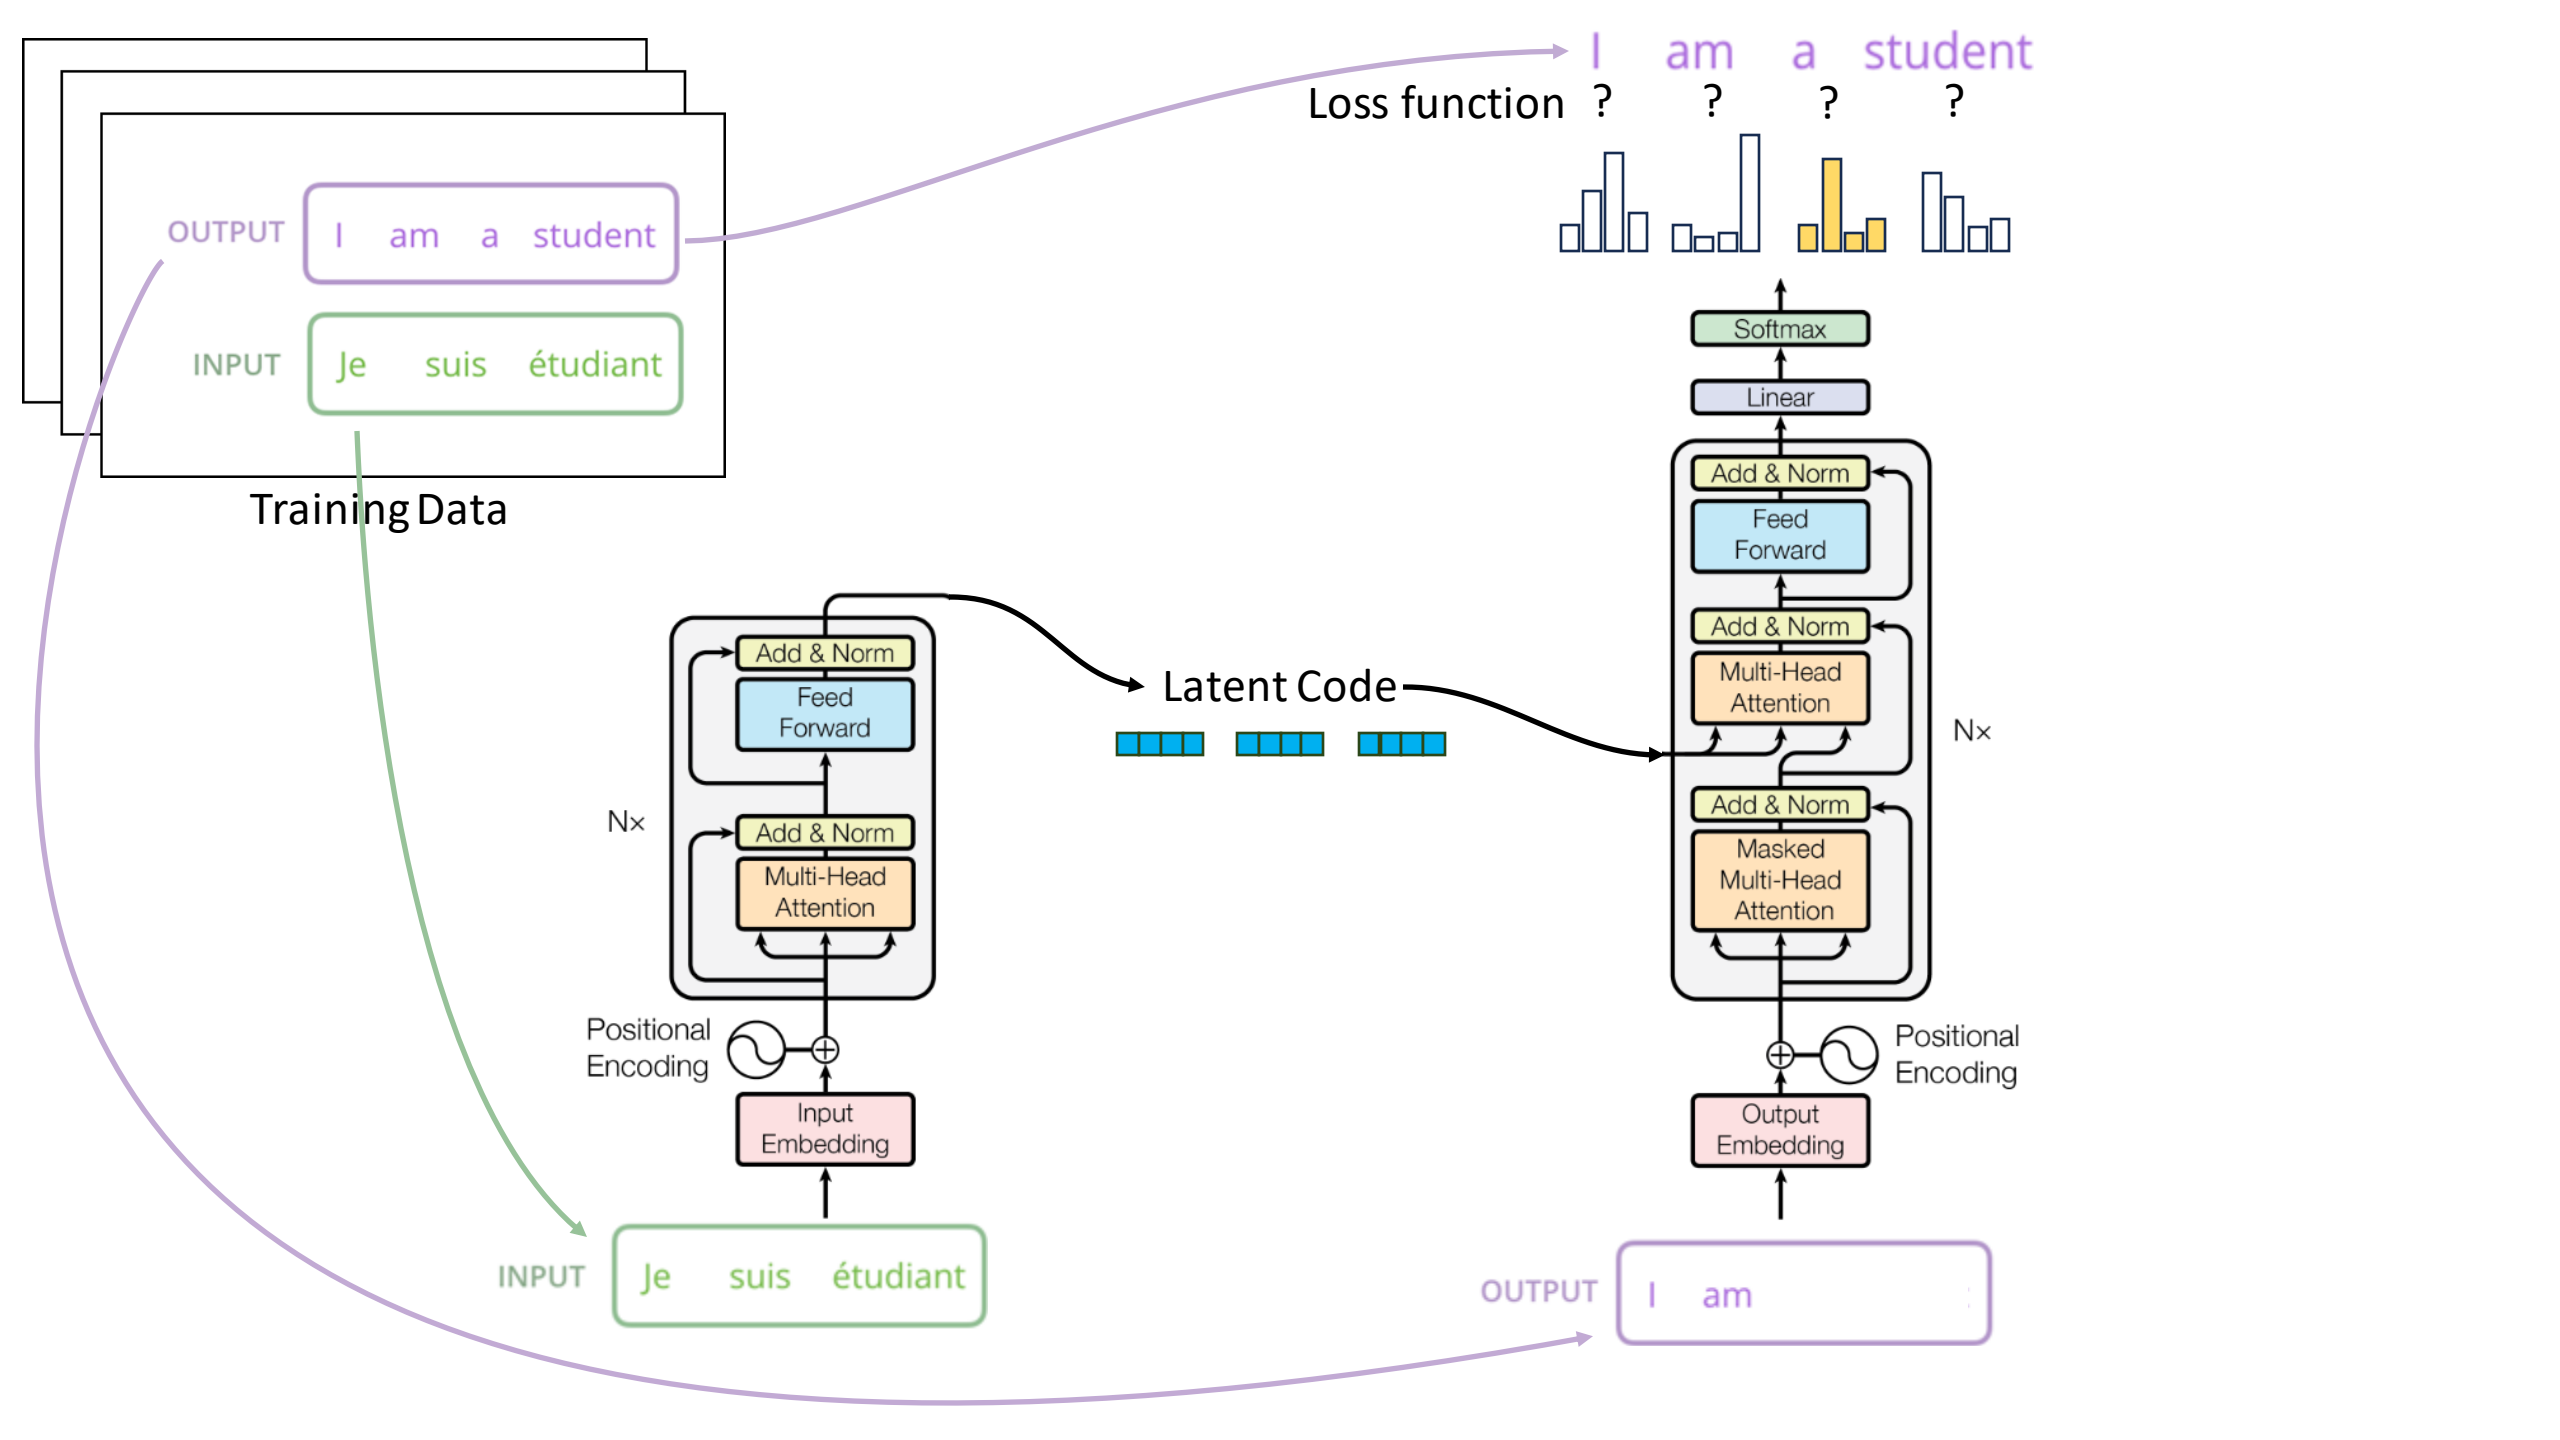 OUTPUT I am a student
INPUT Je suis étudiant
Training Data
I am a student
Loss function ? ? ? ?
Softmax
Linear
Add & Norm
Feed
Forward
Add & Norm
Multi-Head
Attention
Nx
Add & Norm
Masked
Multi-Head
Attention
Positional
Encoding
Output
Embedding
OUTPUT I am
Latent Code
Add & Norm
Feed
Forward
Nx
Add & Norm
Multi-Head
Attention
Positional
Encoding
Input
Embedding
INPUT Je suis étudiant